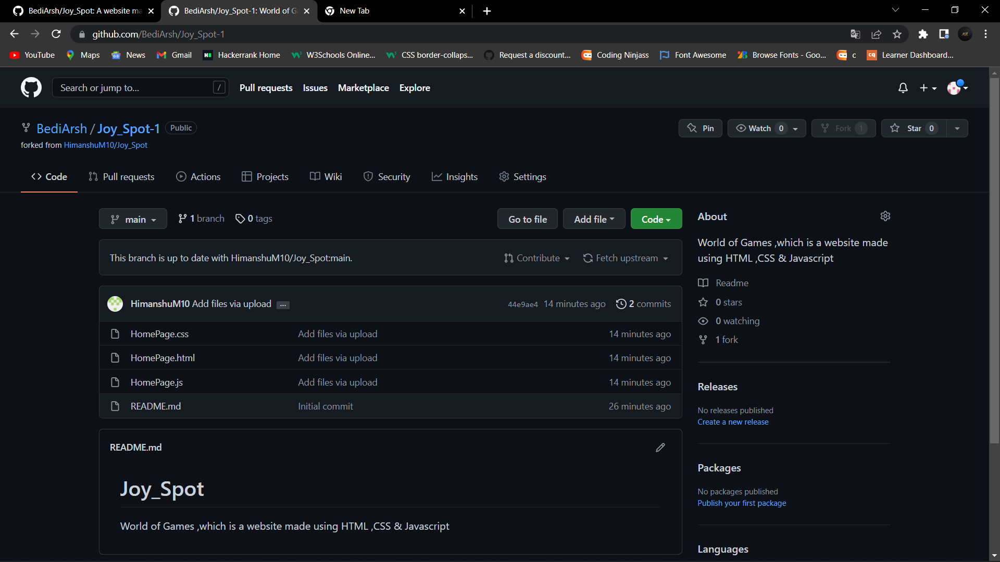 BediArsh/Joy_Spot: A website ma
BediArsh/Joy_Spot-1: World of G
New Tab
github.com/BediArsh/Joy_Spot-1
YouTube Maps News Gmail Hackerrank Home W3Schools Online... CSS border-collaps... Request a discount... Coding Ninjass Font Awesome Browse Fonts - Goo... c Learner Dashboard...
Search or jump to... / Pull requests Issues Marketplace Explore
BediArsh / Joy_Spot-1 Public Pin Watch 0 Fork 1 Star 0
forked from HimanshuM10/Joy_Spot
Code Pull requests Actions Projects Wiki Security Insights Settings
main 1 branch 0 tags Go to file Add file Code
This branch is up to date with HimanshuM10/Joy_Spot:main. Contribute Fetch upstream
HimanshuM10 Add files via upload ... 44e9ae4 14 minutes ago 2 commits
HomePage.css Add files via upload 14 minutes ago
HomePage.html Add files via upload 14 minutes ago
HomePage.js Add files via upload 14 minutes ago
README.md Initial commit 26 minutes ago
README.md
Joy_Spot
World of Games ,which is a website made using HTML ,CSS & Javascript
About
World of Games ,which is a website made
using HTML ,CSS & Javascript
Readme
0 stars
0 watching
1 fork
Releases
No releases published
Create a new release
Packages
No packages published
Publish your first package
Languages